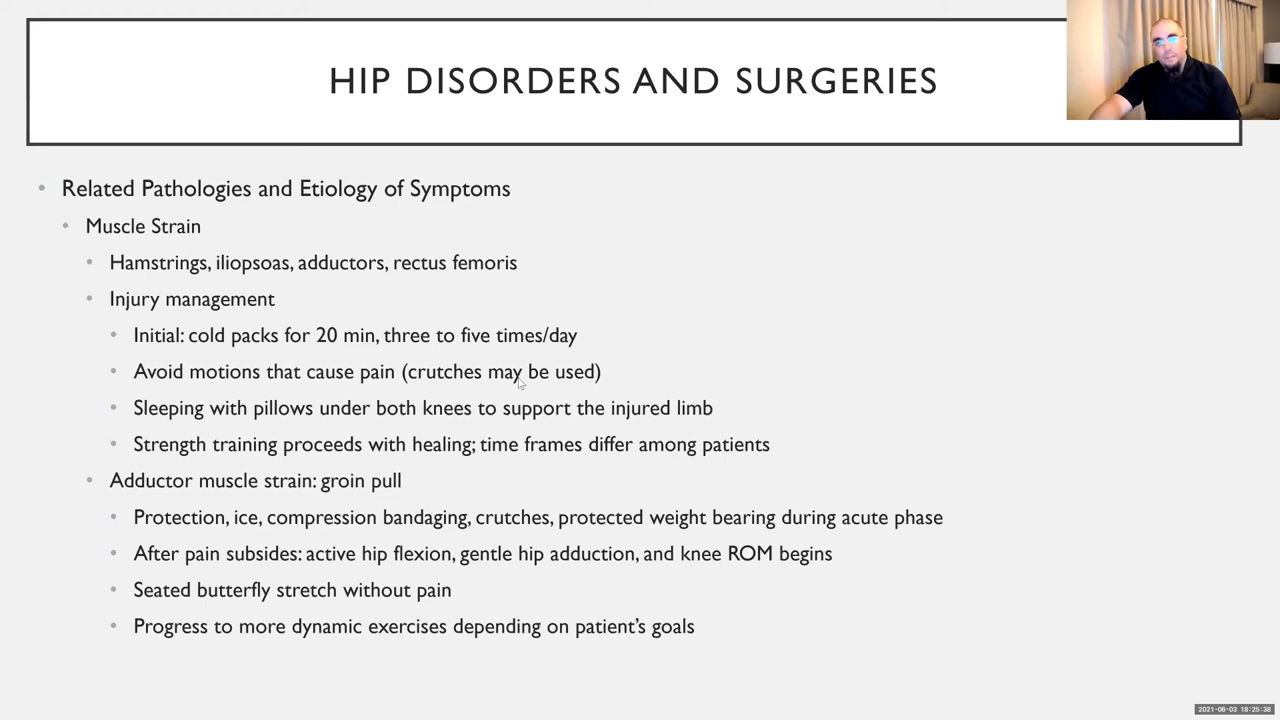 HIP DISORDERS AND SURGERIES
• Related Pathologies and Etiology of Symptoms
• Muscle Strain
• Hamstrings, iliopsoas, adductors, rectus femoris
• Injury management
• Initial: cold packs for 20 min, three to five times/day
• Avoid motions that cause pain (crutches may be used)
• Sleeping with pillows under both knees to support the injured limb
• Strength training proceeds with healing; time frames differ among patients
• Adductor muscle strain: groin pull
• Protection, ice, compression bandaging, crutches, protected weight bearing during acute phase
• After pain subsides: active hip flexion, gentle hip adduction, and knee ROM begins
• Seated butterfly stretch without pain
• Progress to more dynamic exercises depending on patient's goals
2021-06-03 18:25:38